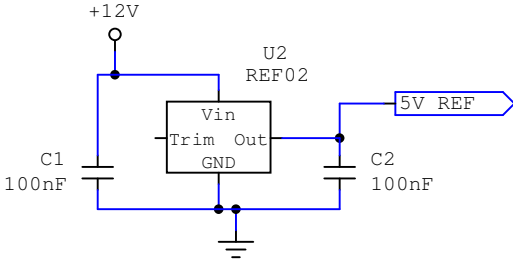 +12V
U2
REF02
5V REF
Vin
Trim
Out
GND
C1
100nF
C2
100nF